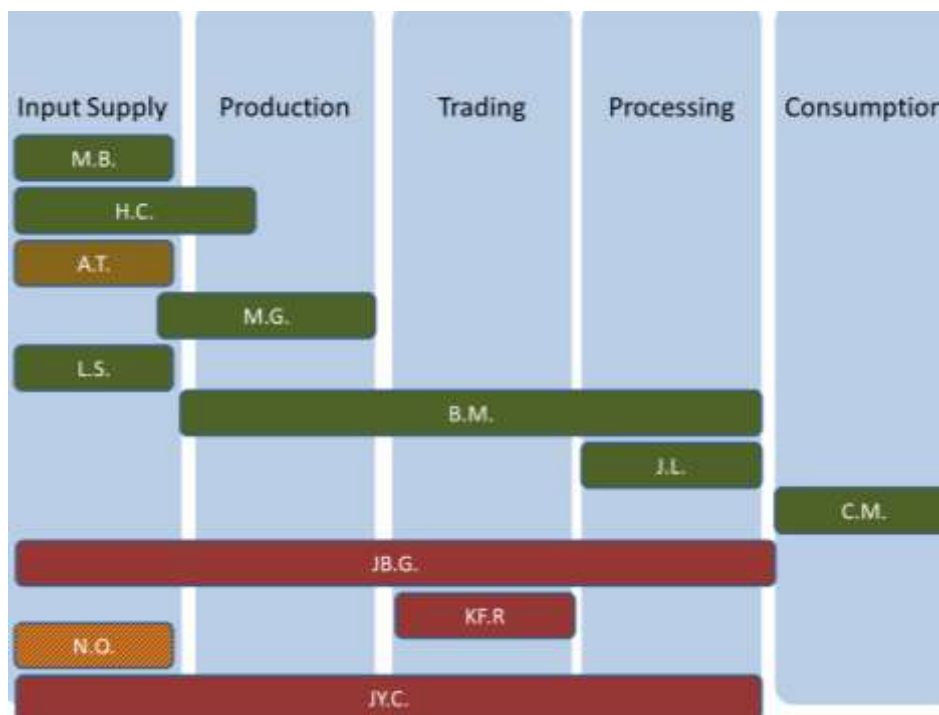 Input Supply Production Trading Processing Consumption
M.B.
H.C.
A.T.
M.G.
L.S.
B.M.
J.L.
C.M.
JB.G.
KF.R
N.O.
JY.C.